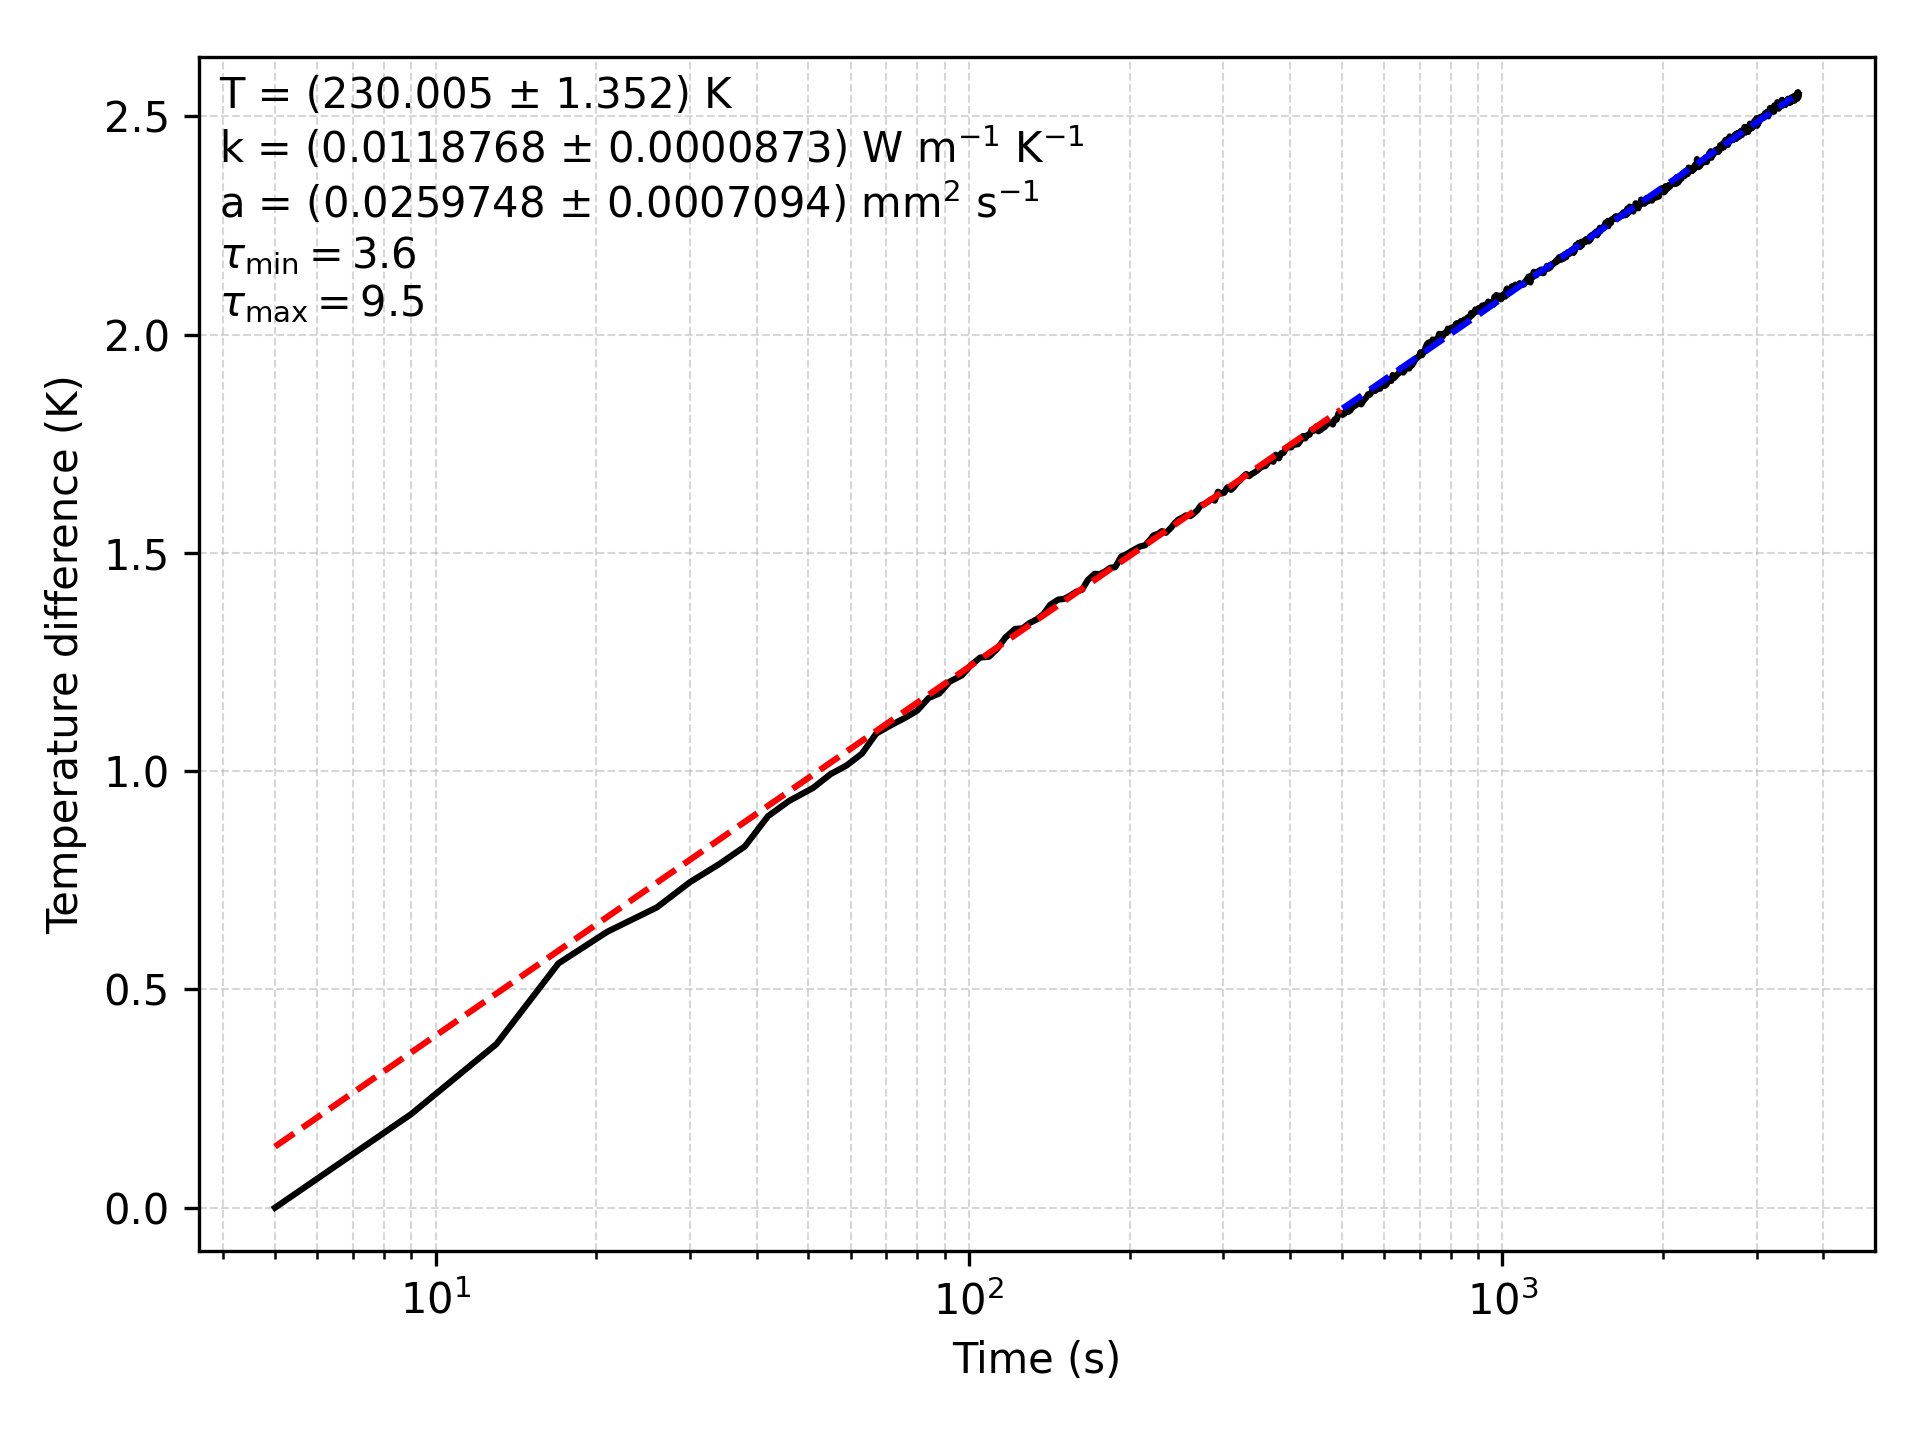 T = (230.005 ± 1.352) K
k = (0.0118768 ± 0.0000873) W m⁻¹ K⁻¹
a = (0.0259748 ± 0.0007094) mm² s⁻¹
τmin = 3.6
τmax = 9.5
2.5
2.0
1.5
1.0
0.5
0.0
Temperature difference (K)
10¹ 10² 10³
Time (s)